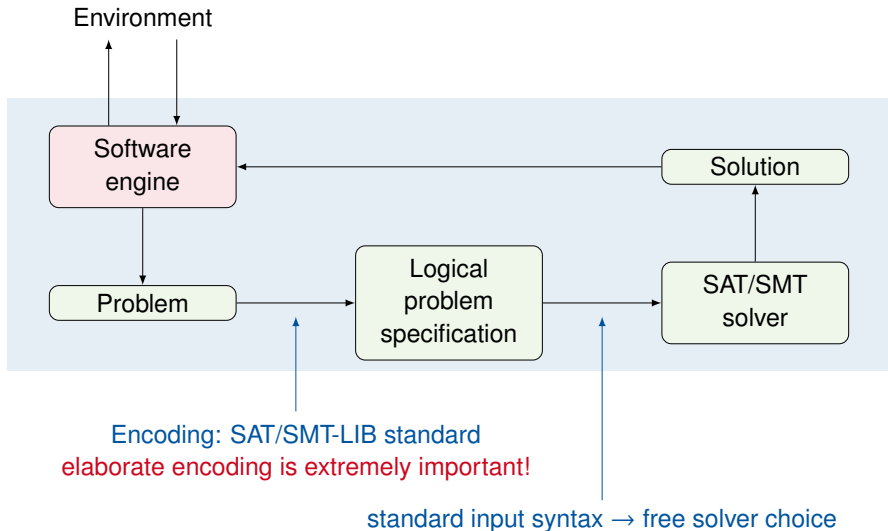 Environment
Software
engine
Solution
Problem
Logical
problem
specification
SAT/SMT
solver
Encoding: SAT/SMT-LIB standard
elaborate encoding is extremely important!
standard input syntax → free solver choice